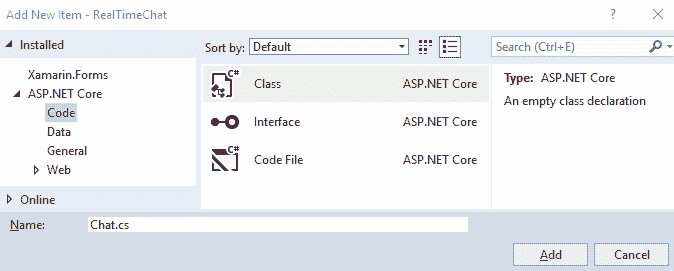 Add New Item - RealTimeChat ? ×
Installed
Sort by: Default
Search (Ctrl+E)
Xamarin.Forms
ASP.NET Core
Code
Data
General
Web
Online
C# Class ASP.NET Core
Interface ASP.NET Core
C# Code File ASP.NET Core
Type: ASP.NET Core
An empty class declaration
Name: Chat.cs
Add Cancel